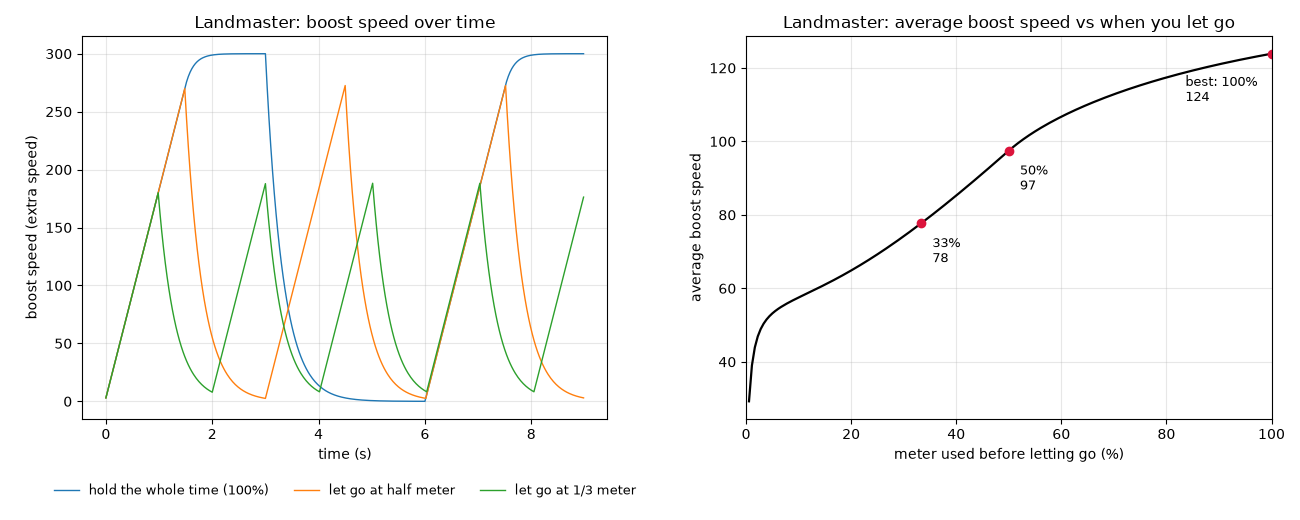 Landmaster: boost speed over time
boost speed (extra speed)
300
250
200
150
100
50
0
0 2 4 6 8
time (s)
hold the whole time (100%) let go at half meter let go at 1/3 meter
Landmaster: average boost speed vs when you let go
average boost speed
120
100
80
60
40
best: 100%
124
50%
97
33%
78
0 20 40 60 80 100
meter used before letting go (%)